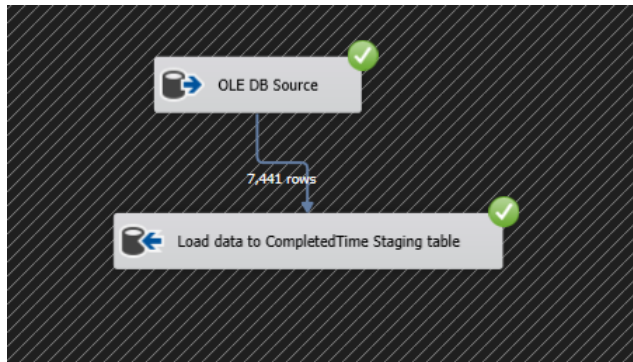 OLE DB Source
7,441 rows
Load data to CompletedTime Staging table